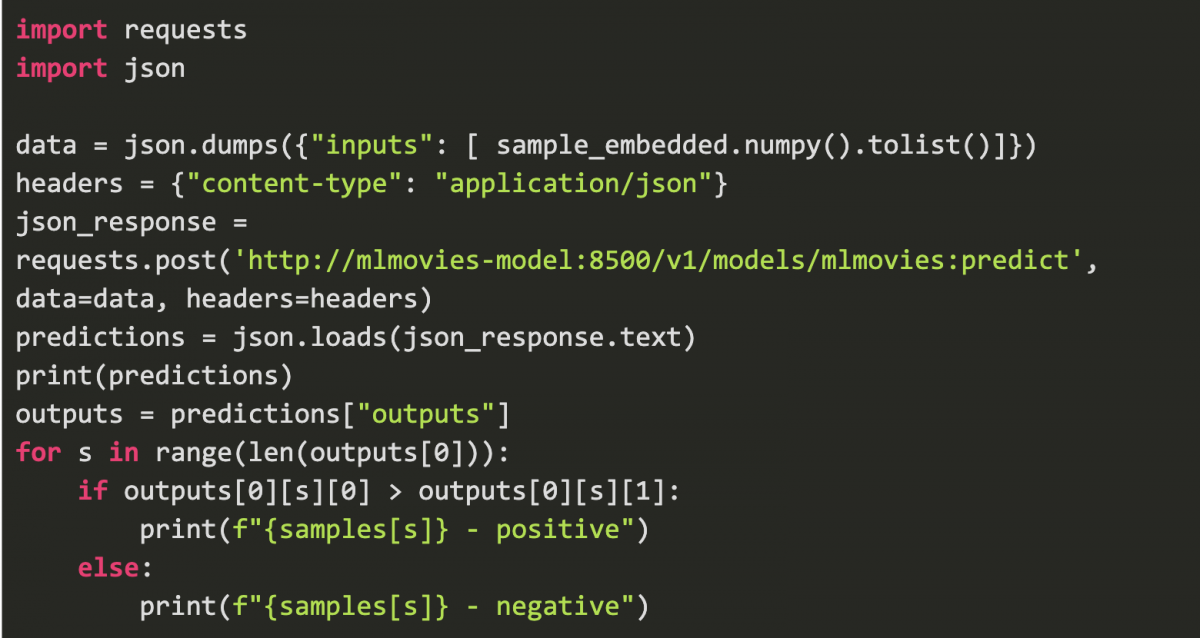 import requests
import json
data = json.dumps({"inputs": [ sample_embedded.numpy().tolist()]})
headers = {"content-type": "application/json"}
json_response =
requests.post('http://mlmovies-model:8500/v1/models/mlmovies:predict',
data=data, headers=headers)
predictions = json.loads(json_response.text)
print(predictions)
outputs = predictions["outputs"]
for s in range(len(outputs[0])):
    if outputs[0][s][0] > outputs[0][s][1]:
        print(f"{samples[s]} - positive")
    else:
        print(f"{samples[s]} - negative")